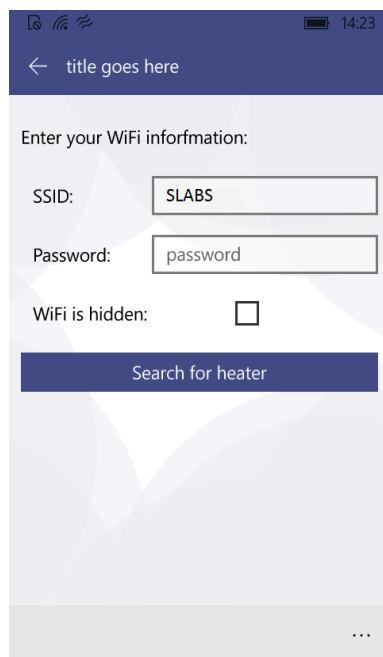 14:23
title goes here
Enter your WiFi inforfmation:
SSID: SLABS
Password: password
WiFi is hidden:
Search for heater
...